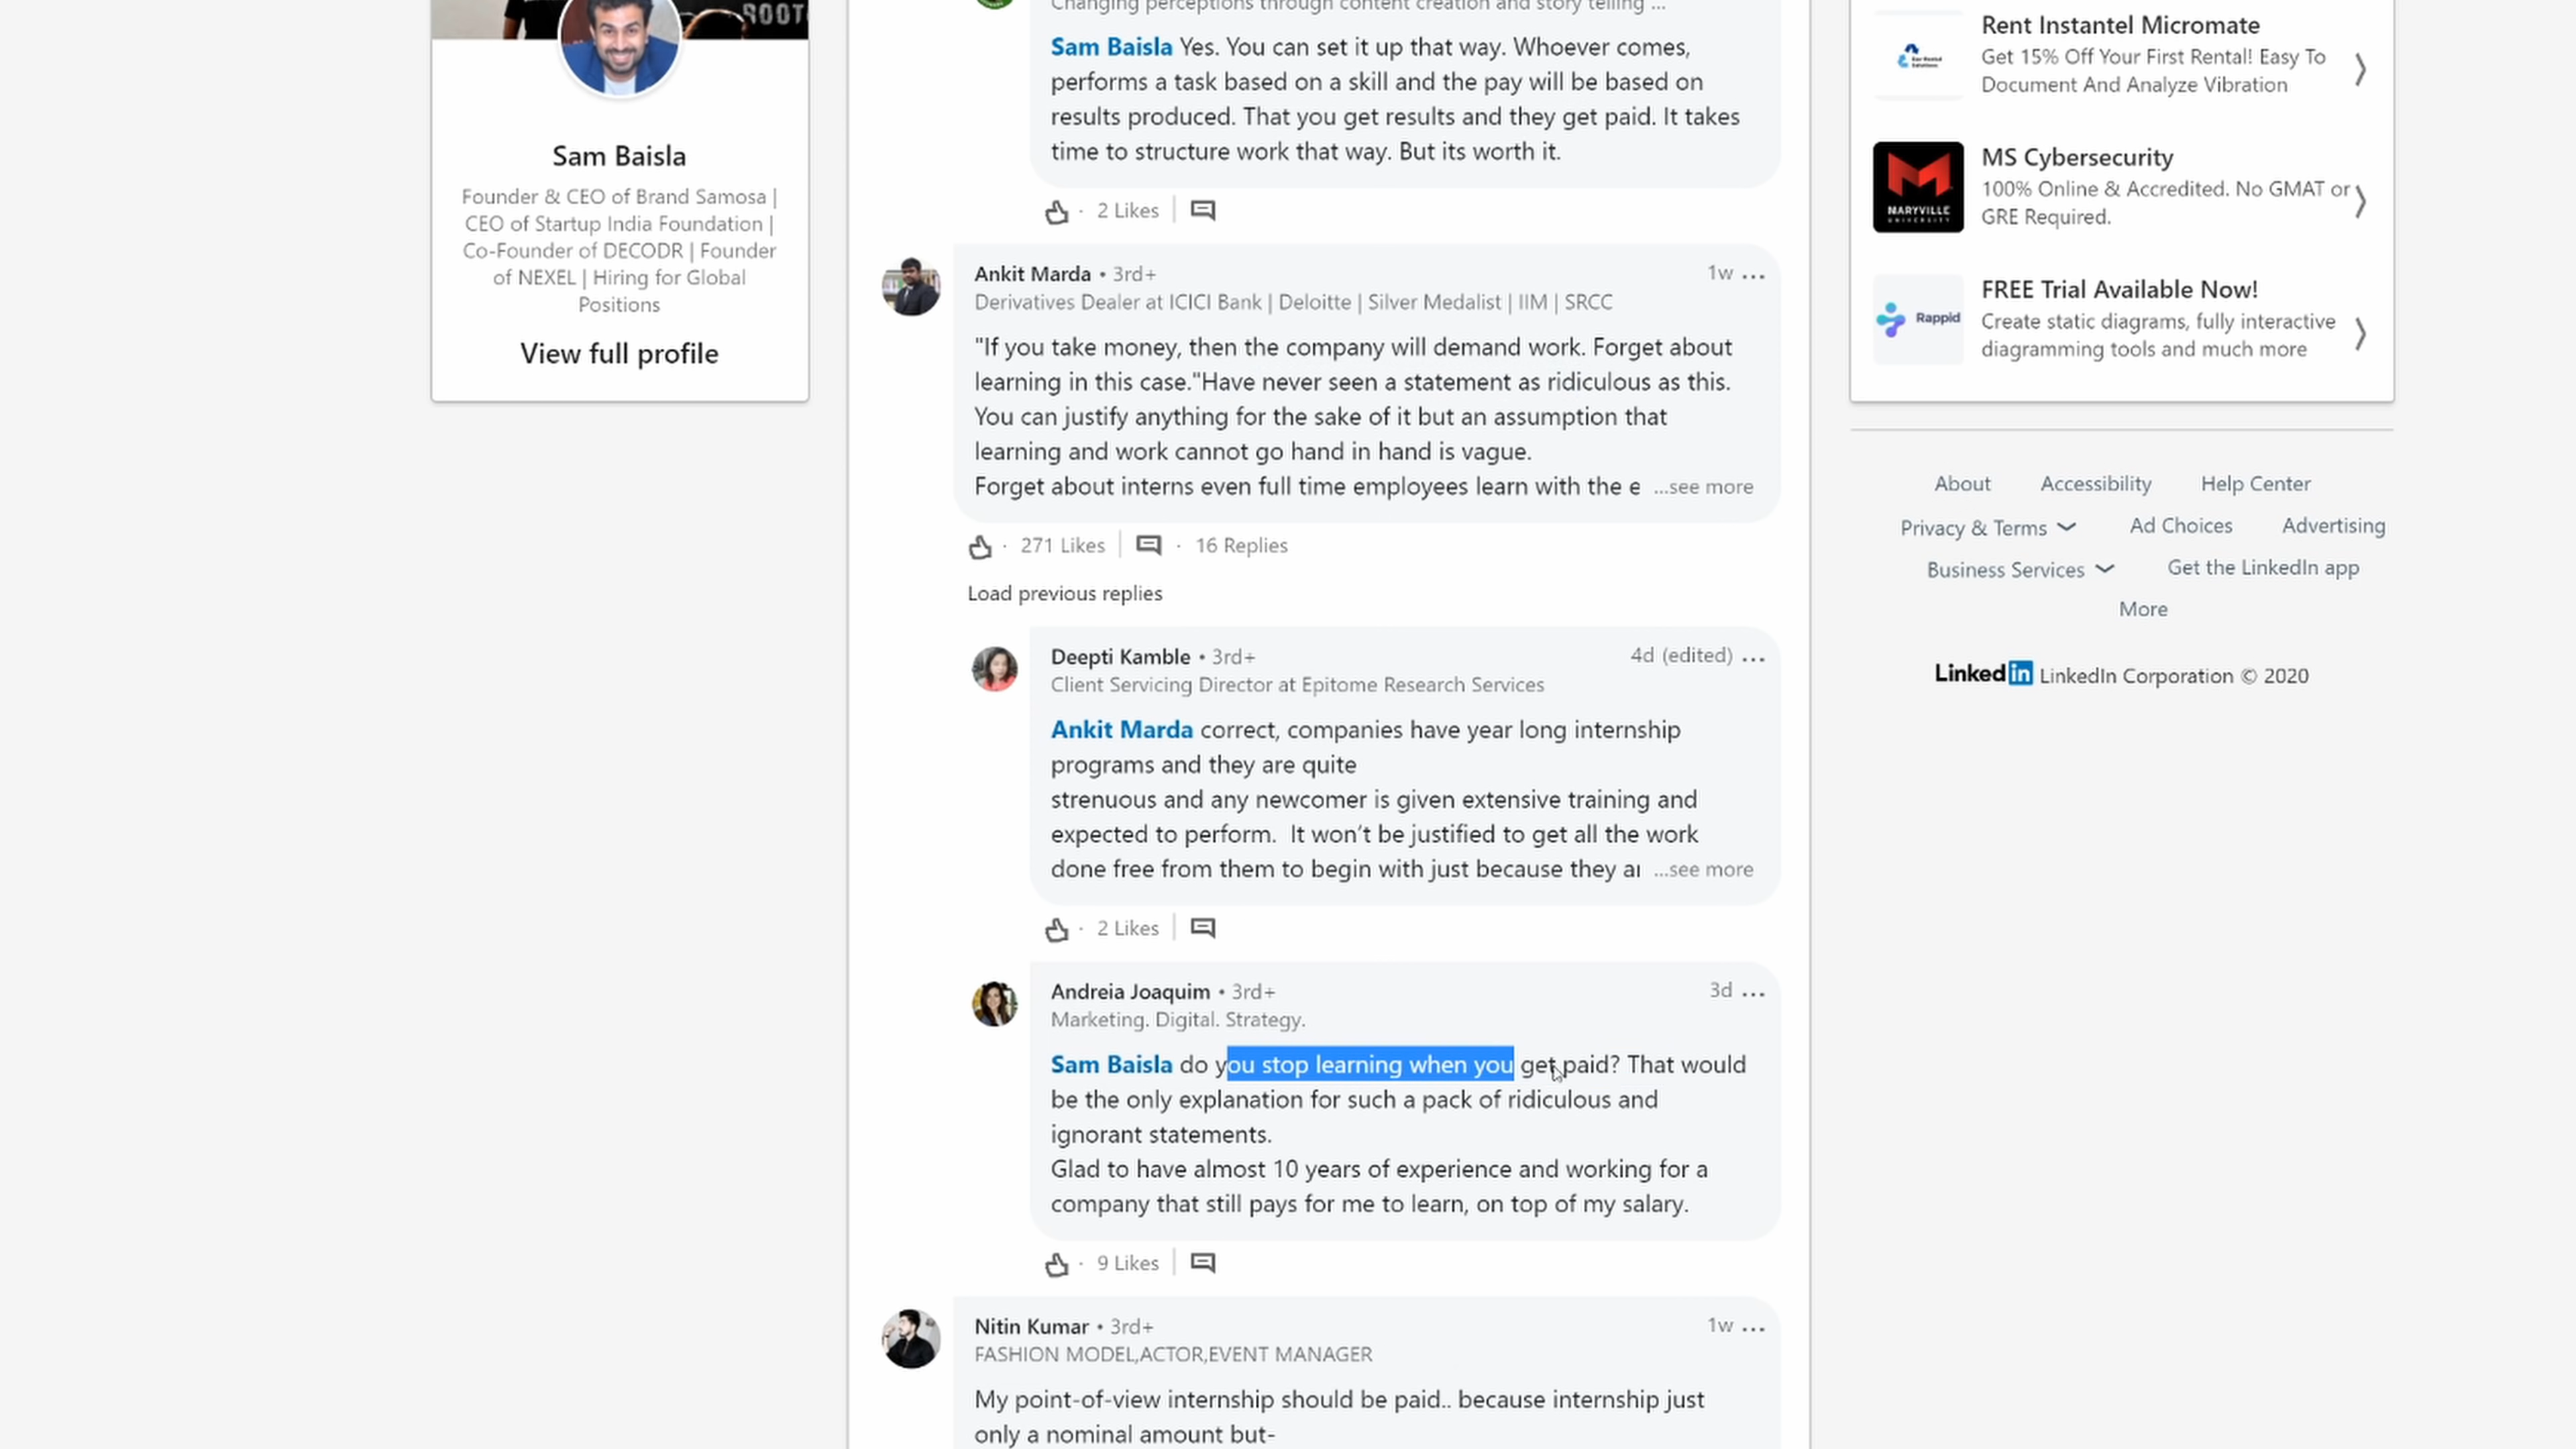 ROOT
Sam Baisla
Founder & CEO of Brand Samosa |
CEO of Startup India Foundation |
Co-Founder of DECODR | Founder
of NEXEL | Hiring for Global
Positions
View full profile
Changing perceptions through content creation and story telling ...
Sam Baisla Yes. You can set it up that way. Whoever comes,
performs a task based on a skill and the pay will be based on
results produced. That you get results and they get paid. It takes
time to structure work that way. But its worth it.
· 2 Likes
Ankit Marda • 3rd+
1w ...
Derivatives Dealer at ICICI Bank | Deloitte | Silver Medalist | IIM | SRCC
"If you take money, then the company will demand work. Forget about
learning in this case."Have never seen a statement as ridiculous as this.
You can justify anything for the sake of it but an assumption that
learning and work cannot go hand in hand is vague.
Forget about interns even full time employees learn with the e ...see more
· 271 Likes · 16 Replies
Load previous replies
Deepti Kamble • 3rd+
4d (edited) ...
Client Servicing Director at Epitome Research Services
Ankit Marda correct, companies have year long internship
programs and they are quite
strenuous and any newcomer is given extensive training and
expected to perform.  It won’t be justified to get all the work
done free from them to begin with just because they ar ...see more
· 2 Likes
Andreia Joaquim • 3rd+
3d ...
Marketing. Digital. Strategy.
Sam Baisla do you stop learning when you get paid? That would
be the only explanation for such a pack of ridiculous and
ignorant statements.
Glad to have almost 10 years of experience and working for a
company that still pays for me to learn, on top of my salary.
· 9 Likes
Nitin Kumar • 3rd+
1w ...
FASHION MODEL,ACTOR,EVENT MANAGER
My point-of-view internship should be paid.. because internship just
only a nominal amount but-
Rent Instantel Micromate
Get 15% Off Your First Rental! Easy To
Document And Analyze Vibration
MARYVILLE
UNIVERSITY
MS Cybersecurity
100% Online & Accredited. No GMAT or
GRE Required.
Rappid
FREE Trial Available Now!
Create static diagrams, fully interactive
diagramming tools and much more
About Accessibility Help Center
Privacy & Terms Ad Choices Advertising
Business Services Get the LinkedIn app
More
Linked in LinkedIn Corporation © 2020